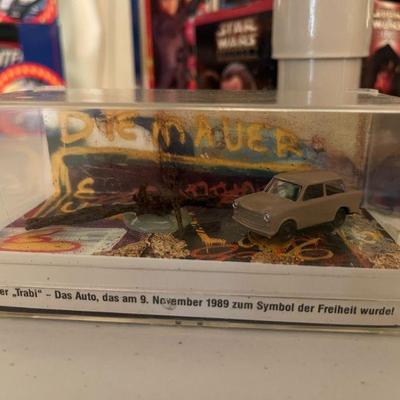 STAR
WARS
DIE MAUER
er „Trabi“ – Das Auto, das am 9. November 1989 zum Symbol der Freiheit wurde!